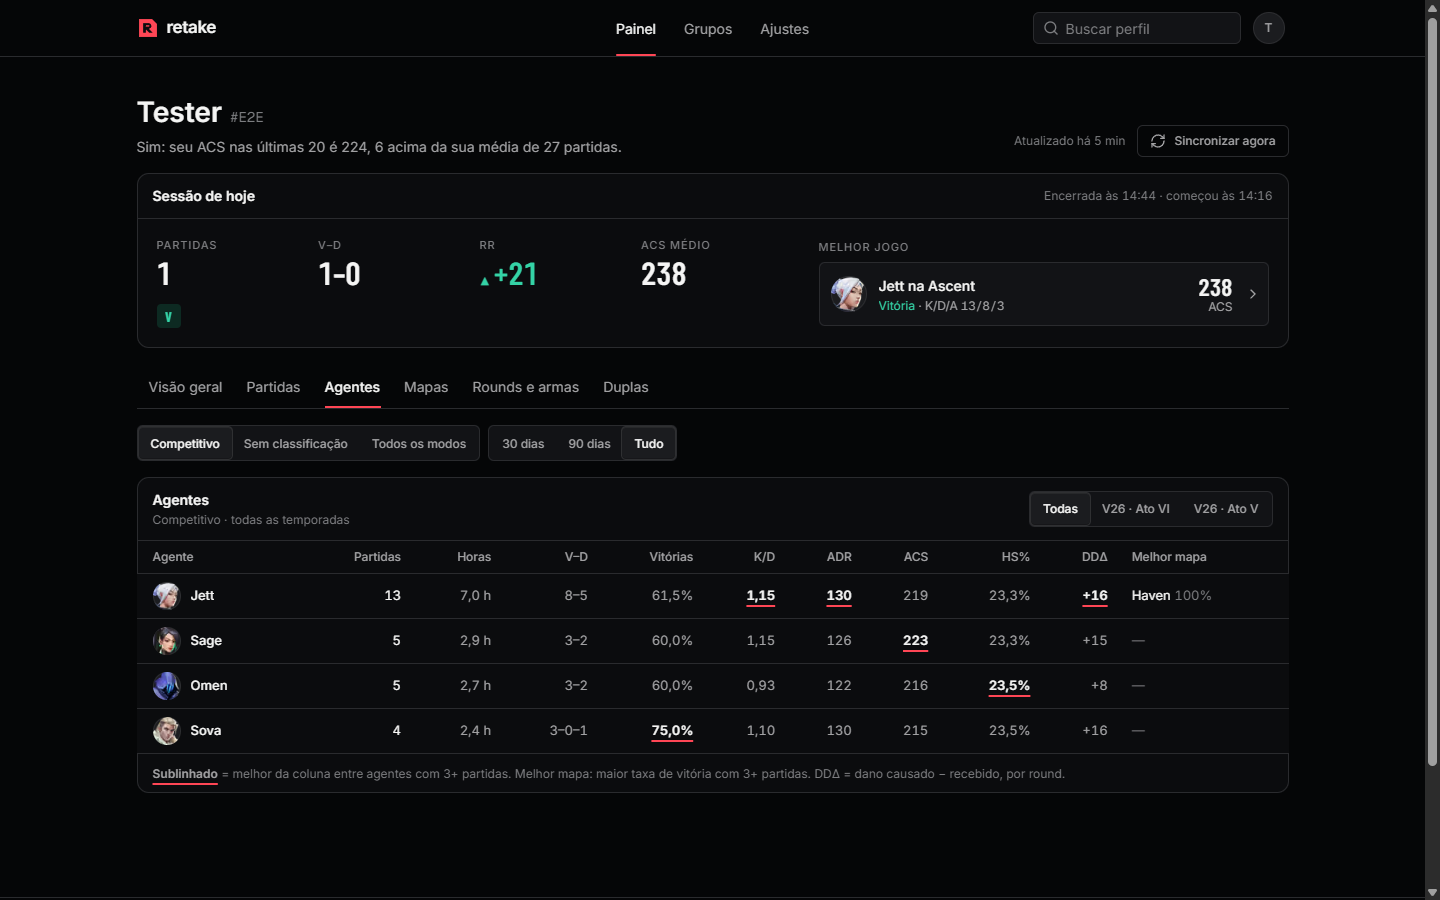 retake
Painel Grupos Ajustes
Buscar perfil
T
Tester #E2E
Sim: seu ACS nas últimas 20 é 224, 6 acima da sua média de 27 partidas.
Atualizado há 5 min
Sincronizar agora
Sessão de hoje
Encerrada às 14:44 · começou às 14:16
PARTIDAS V–D RR ACS MÉDIO MELHOR JOGO
1 1–0 ▲+21 238
V
Jett na Ascent
Vitória · K/D/A 13/8/3
238
ACS
Visão geral Partidas Agentes Mapas Rounds e armas Duplas
Competitivo Sem classificação Todos os modos 30 dias 90 dias Tudo
Agentes
Competitivo · todas as temporadas
Todas V26 · Ato VI V26 · Ato V
Agente Partidas Horas V–D Vitórias K/D ADR ACS HS% DDΔ Melhor mapa
Jett 13 7,0 h 8–5 61,5% 1,15 130 219 23,3% +16 Haven 100%
Sage 5 2,9 h 3–2 60,0% 1,15 126 223 23,3% +15 —
Omen 5 2,7 h 3–2 60,0% 0,93 122 216 23,5% +8 —
Sova 4 2,4 h 3–0–1 75,0% 1,10 130 215 23,5% +16 —
Sublinhado = melhor da coluna entre agentes com 3+ partidas. Melhor mapa: maior taxa de vitória com 3+ partidas. DDΔ = dano causado − recebido, por round.